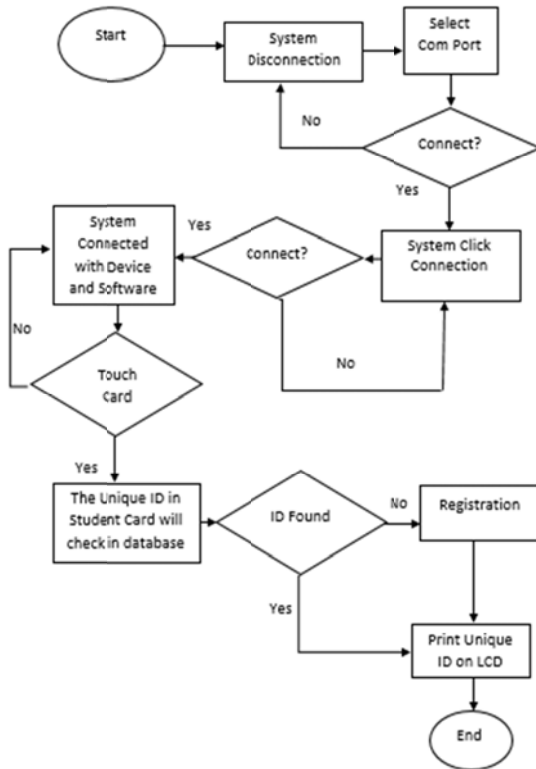 Start
System
Disconnection
Select
Com Port
No
Connect?
Yes
System
Connected
with Device
and Software
Yes
Connect?
System Click
Connection
No
No
Touch
Card
Yes
The Unique ID in
Student Card will
check in database
ID Found
No
Registration
Yes
Print Unique
ID on LCD
End